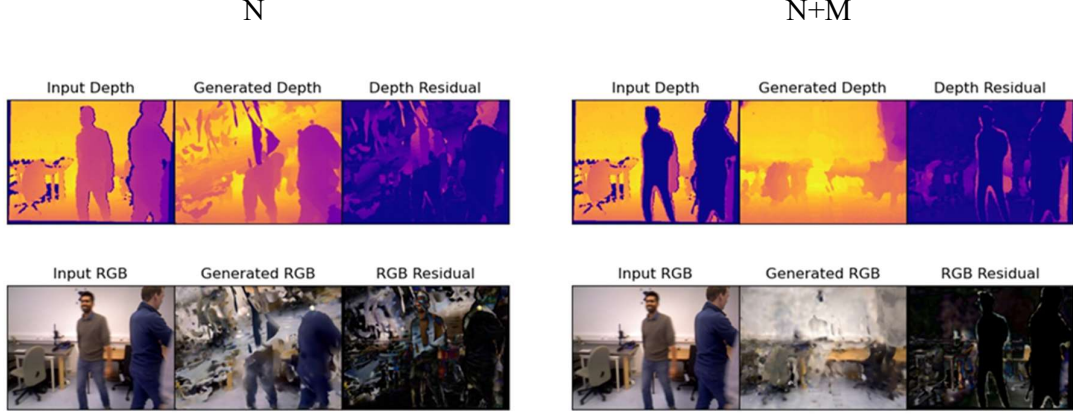 N N+M
Input Depth Generated Depth Depth Residual Input Depth Generated Depth Depth Residual
Input RGB Generated RGB RGB Residual Input RGB Generated RGB RGB Residual